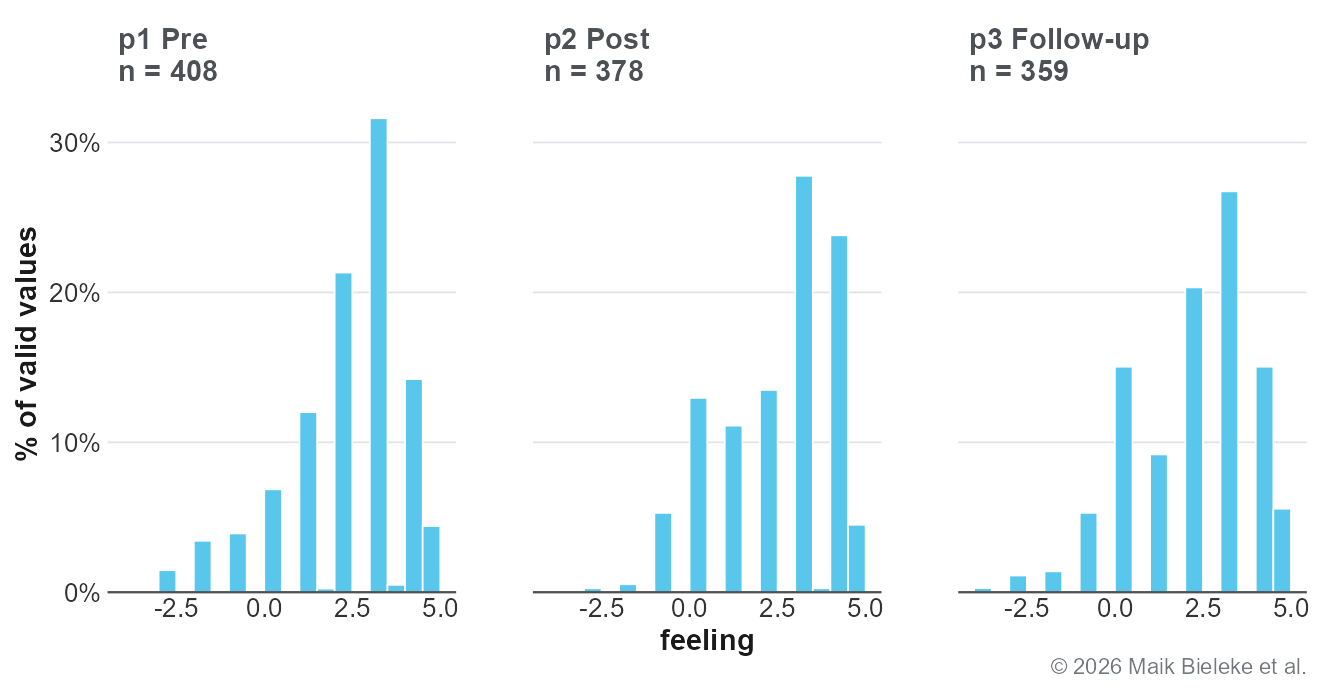 p1 Pre
n = 408
p2 Post
n = 378
p3 Follow-up
n = 359
% of valid values
30%
20%
10%
0%
-2.5 0.0 2.5 5.0
-2.5 0.0 2.5 5.0
-2.5 0.0 2.5 5.0
feeling
© 2026 Maik Bieleke et al.